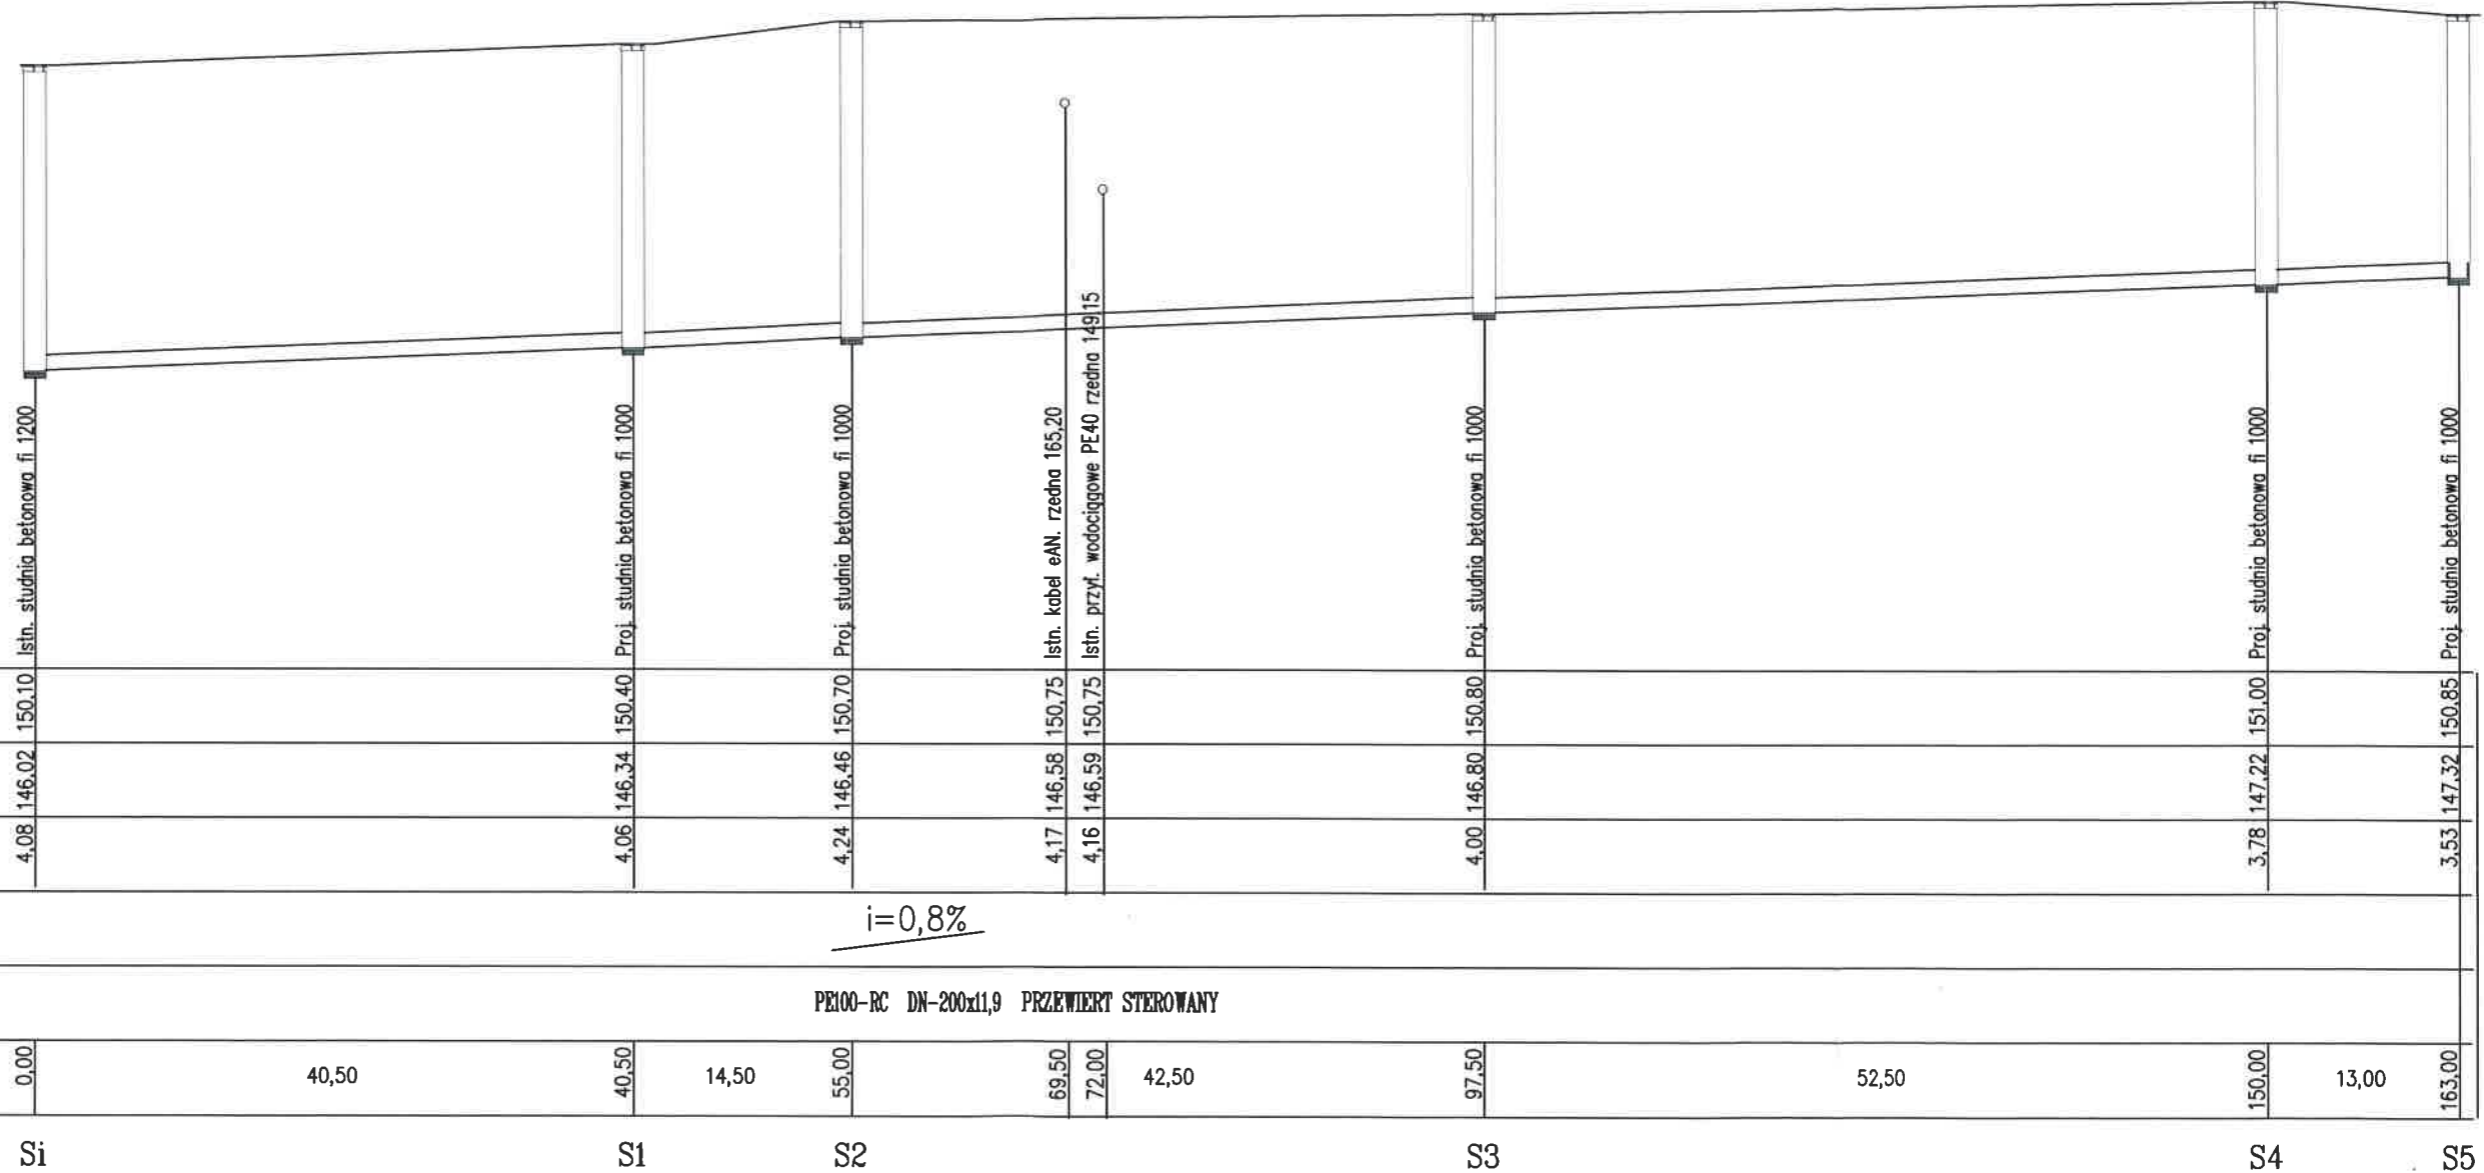 Istn. studnia betonowa fi 1200
Proj. studnia betonowa fi 1000
Proj. studnia betonowa fi 1000
Istn. kabel eAN. rzedna 165,20
Istn. przył. wodociągowe PE40 rzedna 149,15
Proj. studnia betonowa fi 1000
Proj. studnia betonowa fi 1000
Proj. studnia betonowa fi 1000
150,10 150,40 150,70 150,75 150,75 150,80 151,00 150,85
146,02 146,34 146,46 146,58 146,59 146,80 147,22 147,32
4,08 4,06 4,24 4,17 4,16 4,00 3,78 3,53
i=0,8%
PE100-RC DN-200x11,9 PRZEWIERT STEROWANY
0,00 40,50 40,50 14,50 55,00 69,50 72,00 42,50 97,50 52,50 150,00 13,00 163,00
Si S1 S2 S3 S4 S5